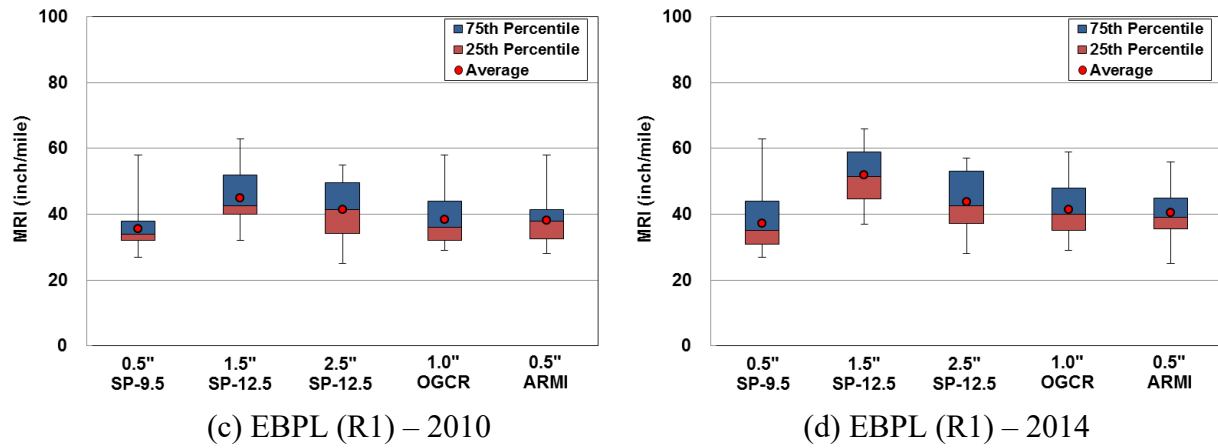 100
80
60
40
20
0
MRI (inch/mile)
75th Percentile
25th Percentile
Average
0.5" 1.5" 2.5" 1.0" 0.5"
SP-9.5 SP-12.5 SP-12.5 OGCR ARMI
(c) EBPL (R1) – 2010
100
80
60
40
20
0
MRI (inch/mile)
75th Percentile
25th Percentile
Average
0.5" 1.5" 2.5" 1.0" 0.5"
SP-9.5 SP-12.5 SP-12.5 OGCR ARMI
(d) EBPL (R1) – 2014